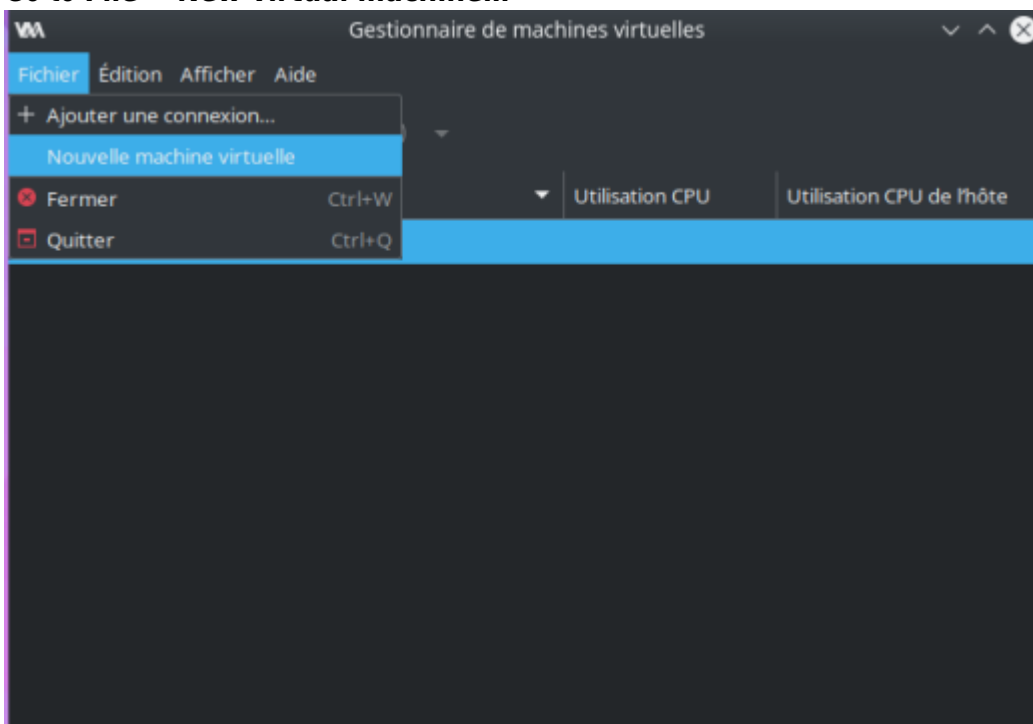 Gestionnaire de machines virtuelles
Fichier Édition Afficher Aide
+ Ajouter une connexion...
Nouvelle machine virtuelle
Fermer Ctrl+W
Utilisation CPU Utilisation CPU de l'hôte
Quitter Ctrl+Q